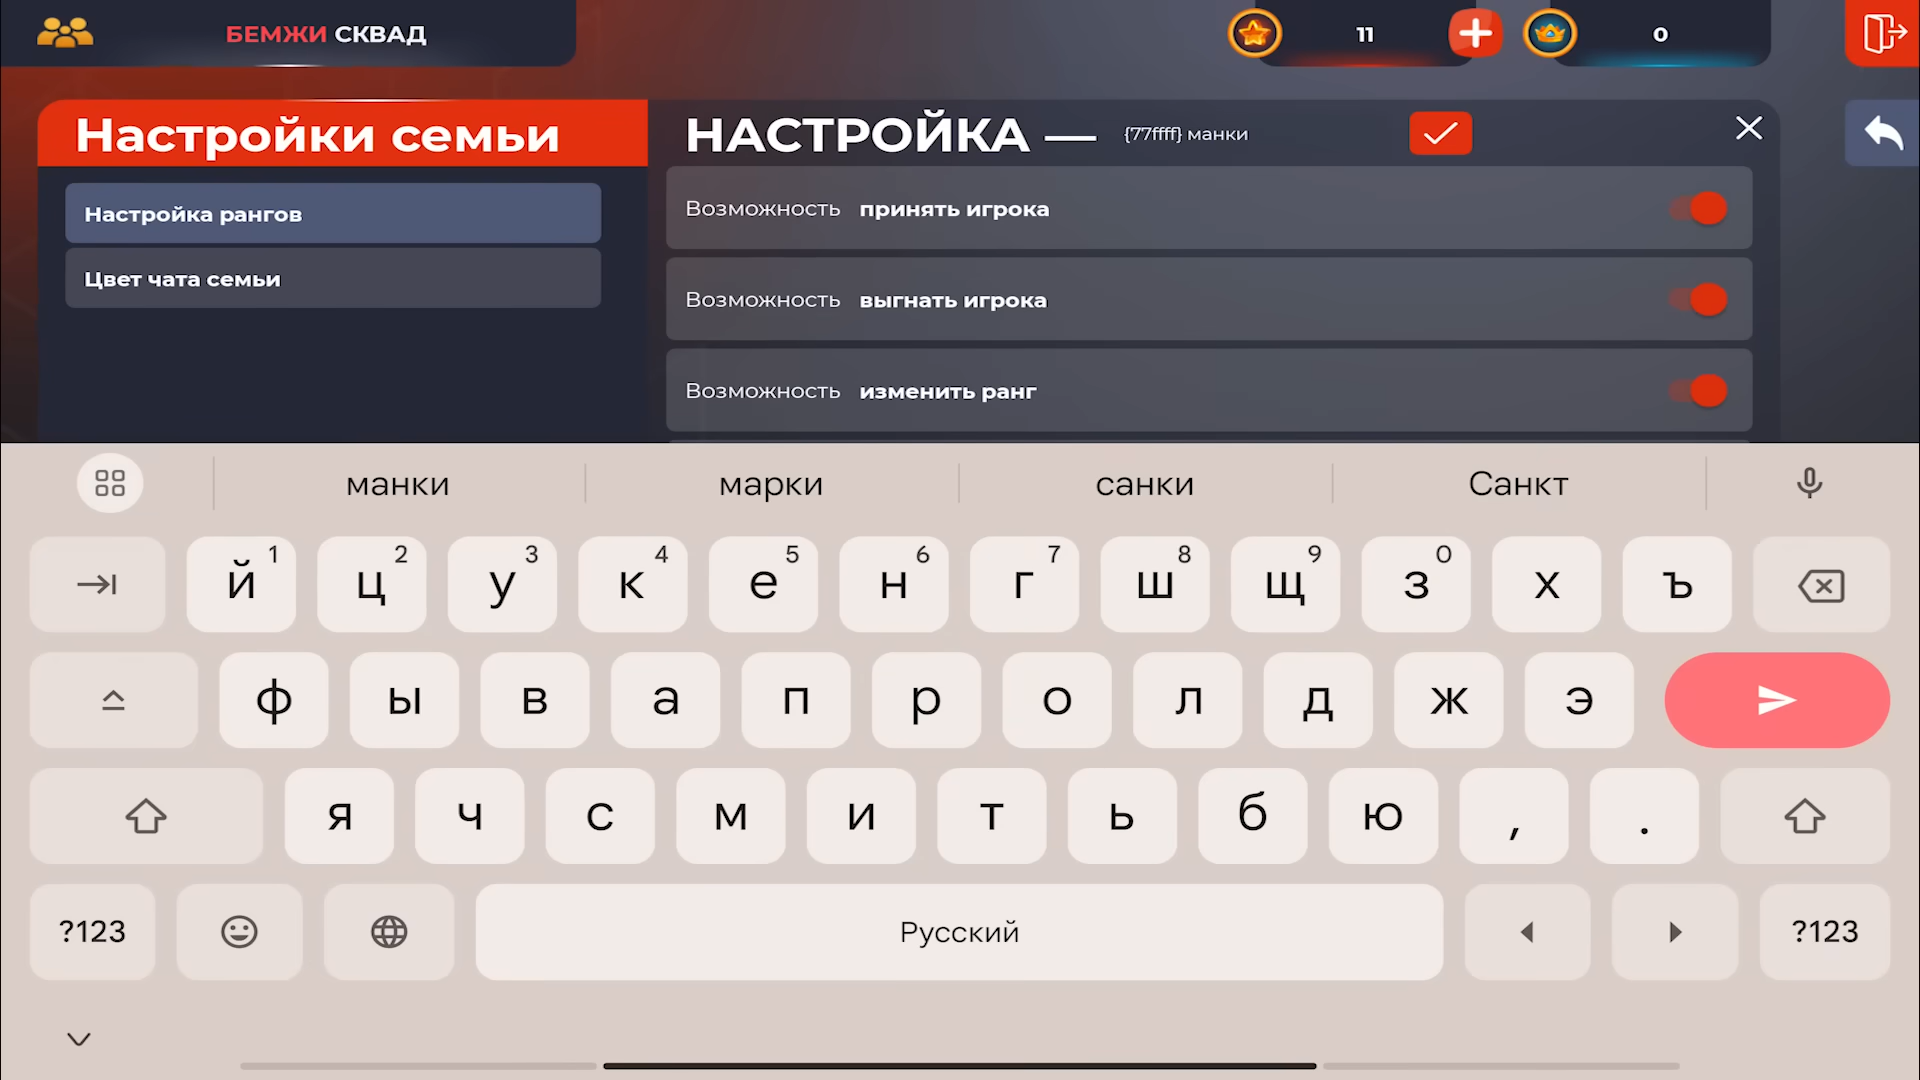 БЕМЖИ СКВАД
11
0
Настройки семьи
Настройка рангов
Цвет чата семьи
НАСТРОЙКА — {77ffff} манки
Возможность принять игрока
Возможность выгнать игрока
Возможность изменить ранг
манки марки санки Санкт
й 1 ц 2 у 3 к 4 е 5 н 6 г 7 ш 8 щ 9 з 0 х ъ
ф ы в а п р о л д ж э
я ч с м и т ь б ю , .
?123 Русский ?123